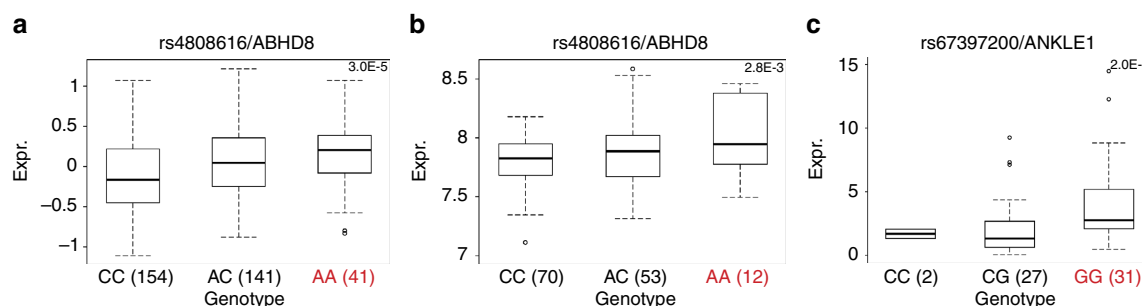 a
rs4808616/ABHD8
3.0E-5
Expr.
1
0.5
0
−0.5
−1
CC (154) AC (141) AA (41)
Genotype
b
rs4808616/ABHD8
2.8E-3
Expr.
8.5
8
7.5
7
CC (70) AC (53) AA (12)
Genotype
c
rs67397200/ANKLE1
2.0E-
Expr.
15
10
5
0
CC (2) CG (27) GG (31)
Genotype